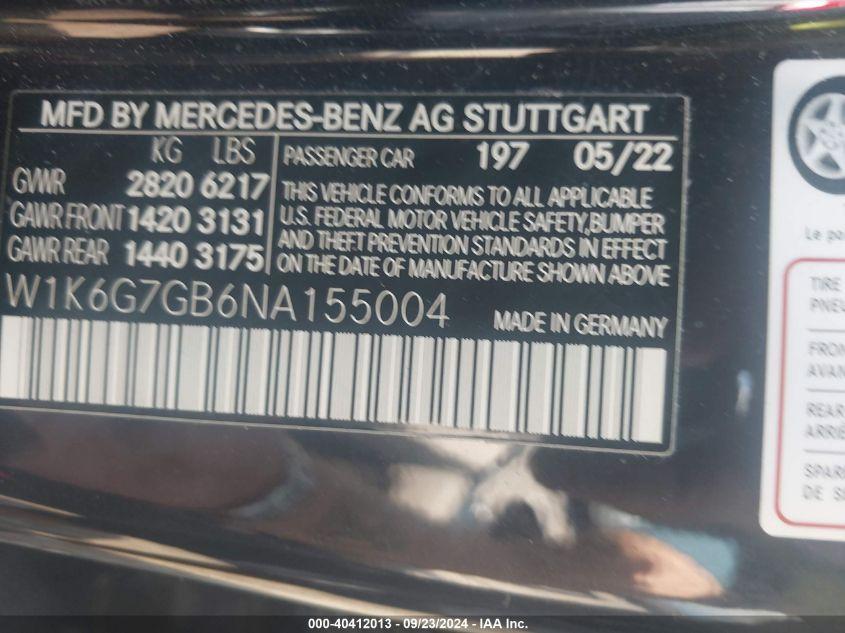 MFD BY MERCEDES-BENZ AG STUTTGART
KG LBS
GVWR 2820 6217
GAWR FRONT 1420 3131
GAWR REAR 1440 3175
PASSENGER CAR 197 05/22
THIS VEHICLE CONFORMS TO ALL APPLICABLE
U.S. FEDERAL MOTOR VEHICLE SAFETY,BUMPER
AND THEFT PREVENTION STANDARDS IN EFFECT
ON THE DATE OF MANUFACTURE SHOWN ABOVE
W1K6G7GB6NA155004 MADE IN GERMANY
Le po
TIRE
PNEU
FRON
AVAN
REAR
ARRIÈ
SPAR
DE S
000-40412013 - 09/23/2024 - IAA Inc.